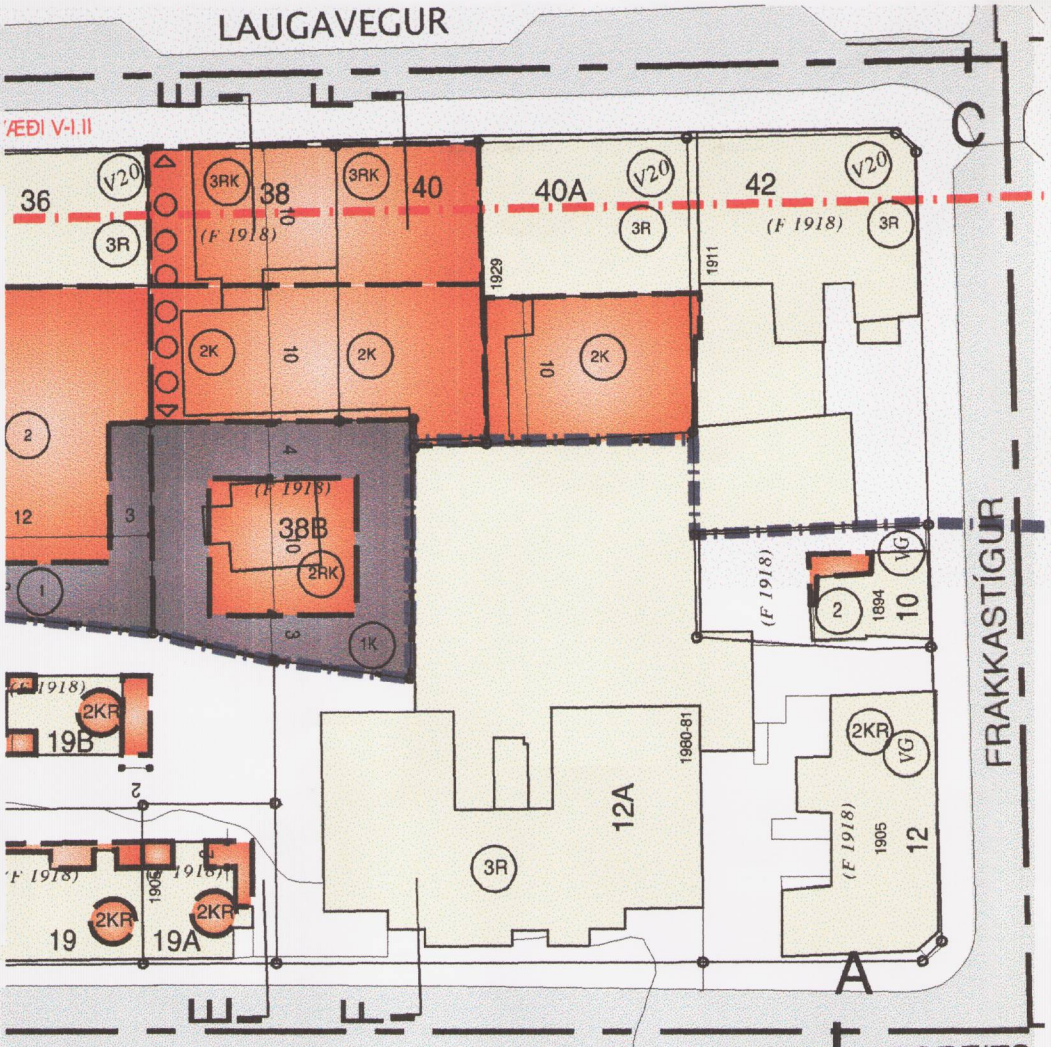 LAUGAVEGUR
E F
C
ÆÐI V-I.II
36 V20 3R
3RK 38 3RK 40
10
(F 1918)
40A V20 3R
42 V20
(F 1918) 3R
1929
1911
2K 10 2K
10 2K
2
12 3
1
4
(F 1918)
38B
10
2RK
3
1K
(F 1918)
2
1894
10
VG
FRAKKASTÍGUR
(F 1918)
2KR
19B
2
1980-81
12A
3R
2KR
VG
(F 1918)
1905
12
(F 1918)
2KR
19
1905
1918)
2KR
19A
A
E F